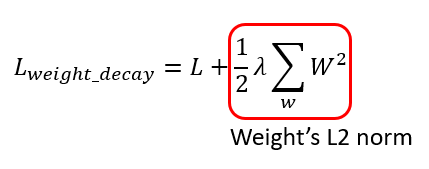 L_weight_decay = L + 1/2 λ ∑_w W²
Weight's L2 norm